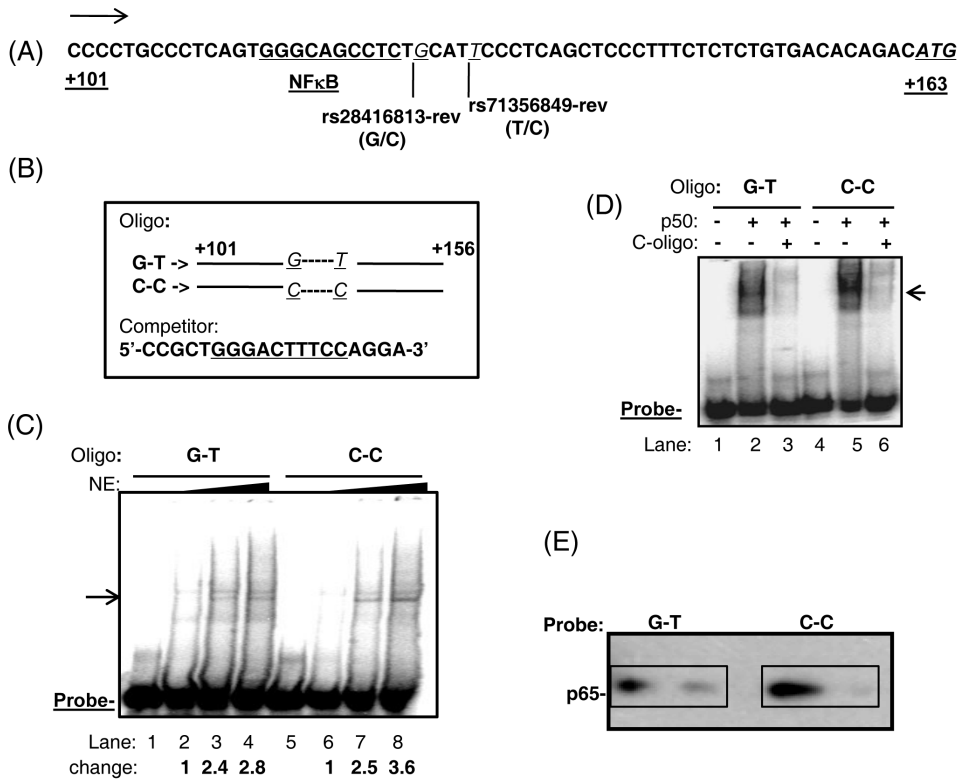 (A)
CCCCTGCCCTCAGTGGGCAGCCTCTGCATTCCCTCAGCTCCCTTTCTCTCTGTGACACAGACATG
+101 NFκB +163
rs28416813-rev rs71356849-rev
(G/C) (T/C)
(B)
Oligo:
+101 +156
G-T -> G-----T
C-C -> C-----C
Competitor:
5’-CCGCTGGGACTTTCCAGGA-3’
(C)
Oligo: G-T C-C
NE:
Probe-
Lane: 1 2 3 4 5 6 7 8
change: 1 2.4 2.8 1 2.5 3.6
(D)
Oligo: G-T C-C
p50: - + + - + +
C-oligo: - - + - - +
Probe-
Lane: 1 2 3 4 5 6
(E)
Probe: G-T C-C
p65-